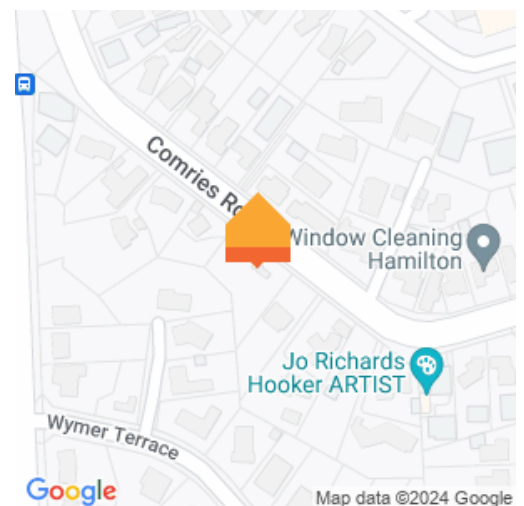 Comries Ro
Window Cleaning
Hamilton
Jo Richards
Hooker ARTIST
Wymer Terrace
Google
Map data ©2024 Google